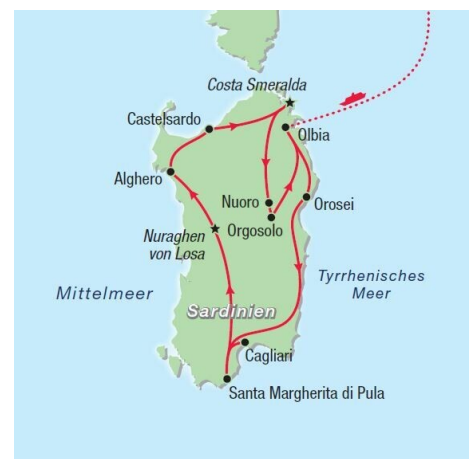 Costa Smeralda
Castelsardo
Olbia
Alghero
Nuoro
Orosei
Orgosolo
Nuraghen
von Losa
Tyrrhenisches
Meer
Mittelmeer
Sardinien
Cagliari
Santa Margherita di Pula